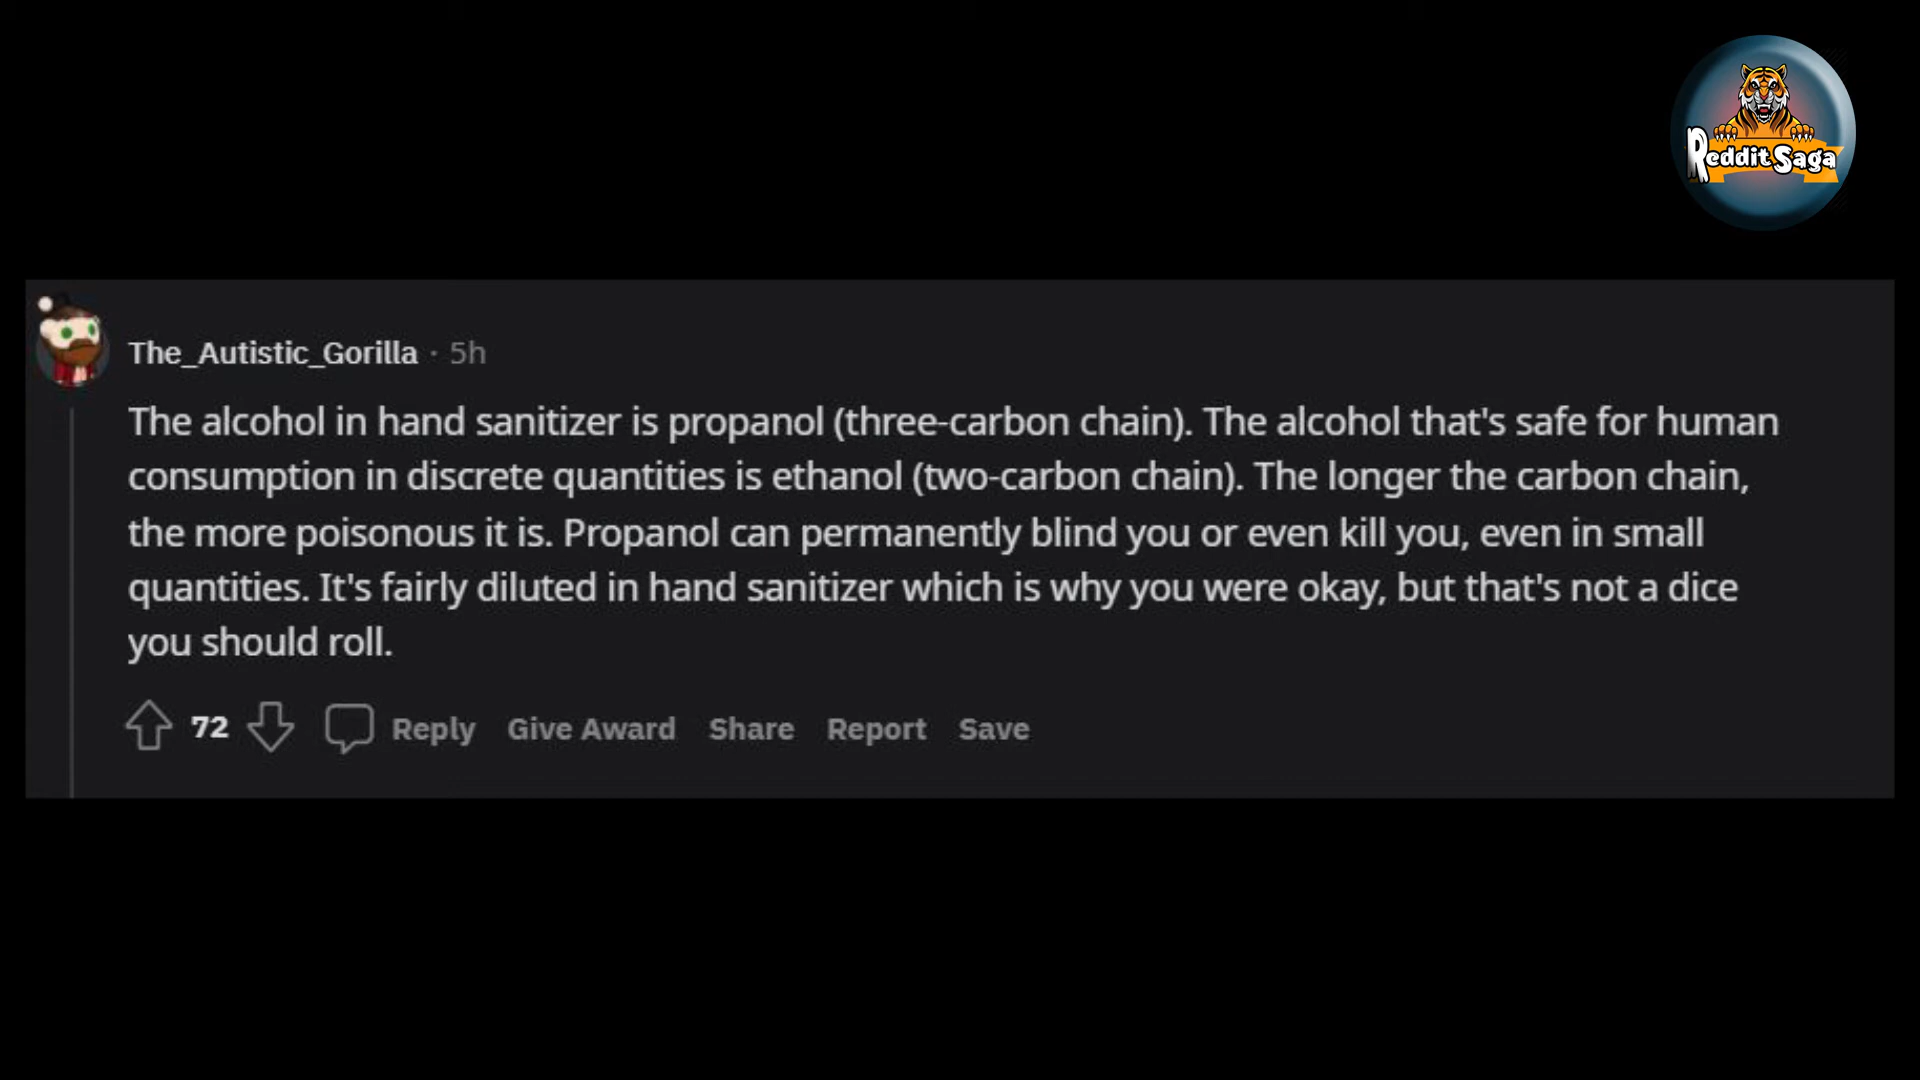 Reddit Saga
The_Autistic_Gorilla · 5h
The alcohol in hand sanitizer is propanol (three-carbon chain). The alcohol that's safe for human
consumption in discrete quantities is ethanol (two-carbon chain). The longer the carbon chain,
the more poisonous it is. Propanol can permanently blind you or even kill you, even in small
quantities. It's fairly diluted in hand sanitizer which is why you were okay, but that's not a dice
you should roll.
72 Reply Give Award Share Report Save